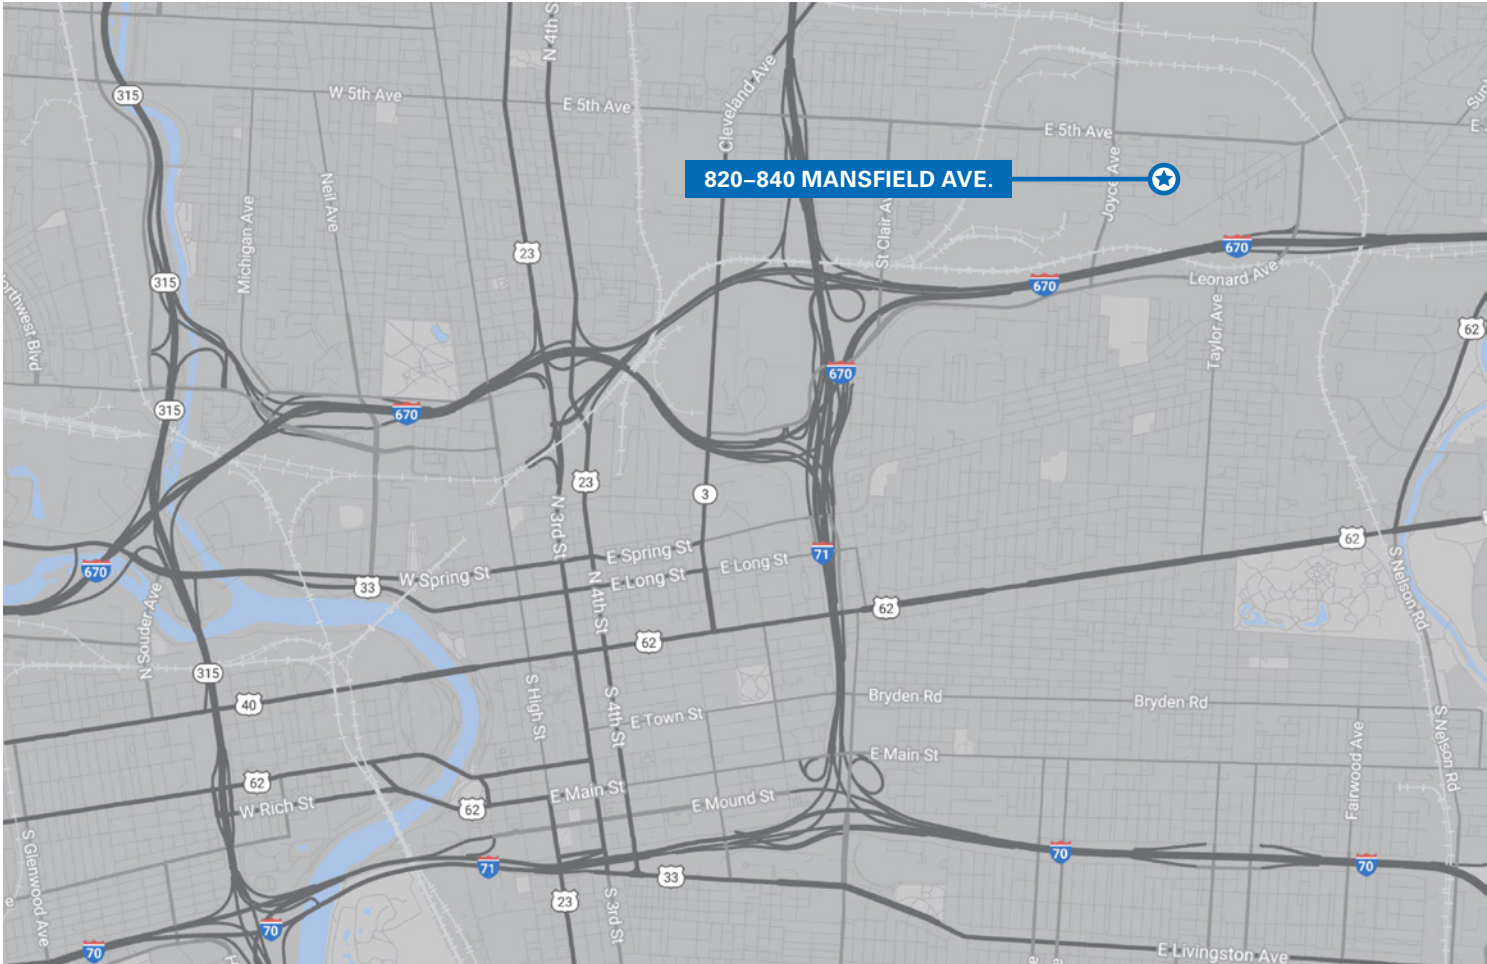 N 4th S
315
W 5th Ave
E 5th Ave
Cleveland Ave
E 5th Ave
E
820–840 MANSFIELD AVE.
Joyce Ave
Neil Ave
Michigan Ave
St Clair Av
23
670
Leonard Ave
315
670
orthwest Blvd
Taylor Ave
62
670
315
670
23
3
N 3rd St
E Spring St
71
62
E Long St
670
33
W Spring St
E Long St
N 4th St
S Nelson Rd
N Souder Ave
62
62
315
40
S High St
S 4th St
E Town St
Bryden Rd
Bryden Rd
S Nelson Rd
62
E Main St
Fairwood Ave
W Rich St
62
E Main St
E Mound St
S Glenwood Ave
71
33
70
70
23
S 3rd St
70
70
E Livingston Ave
e
H
e
e